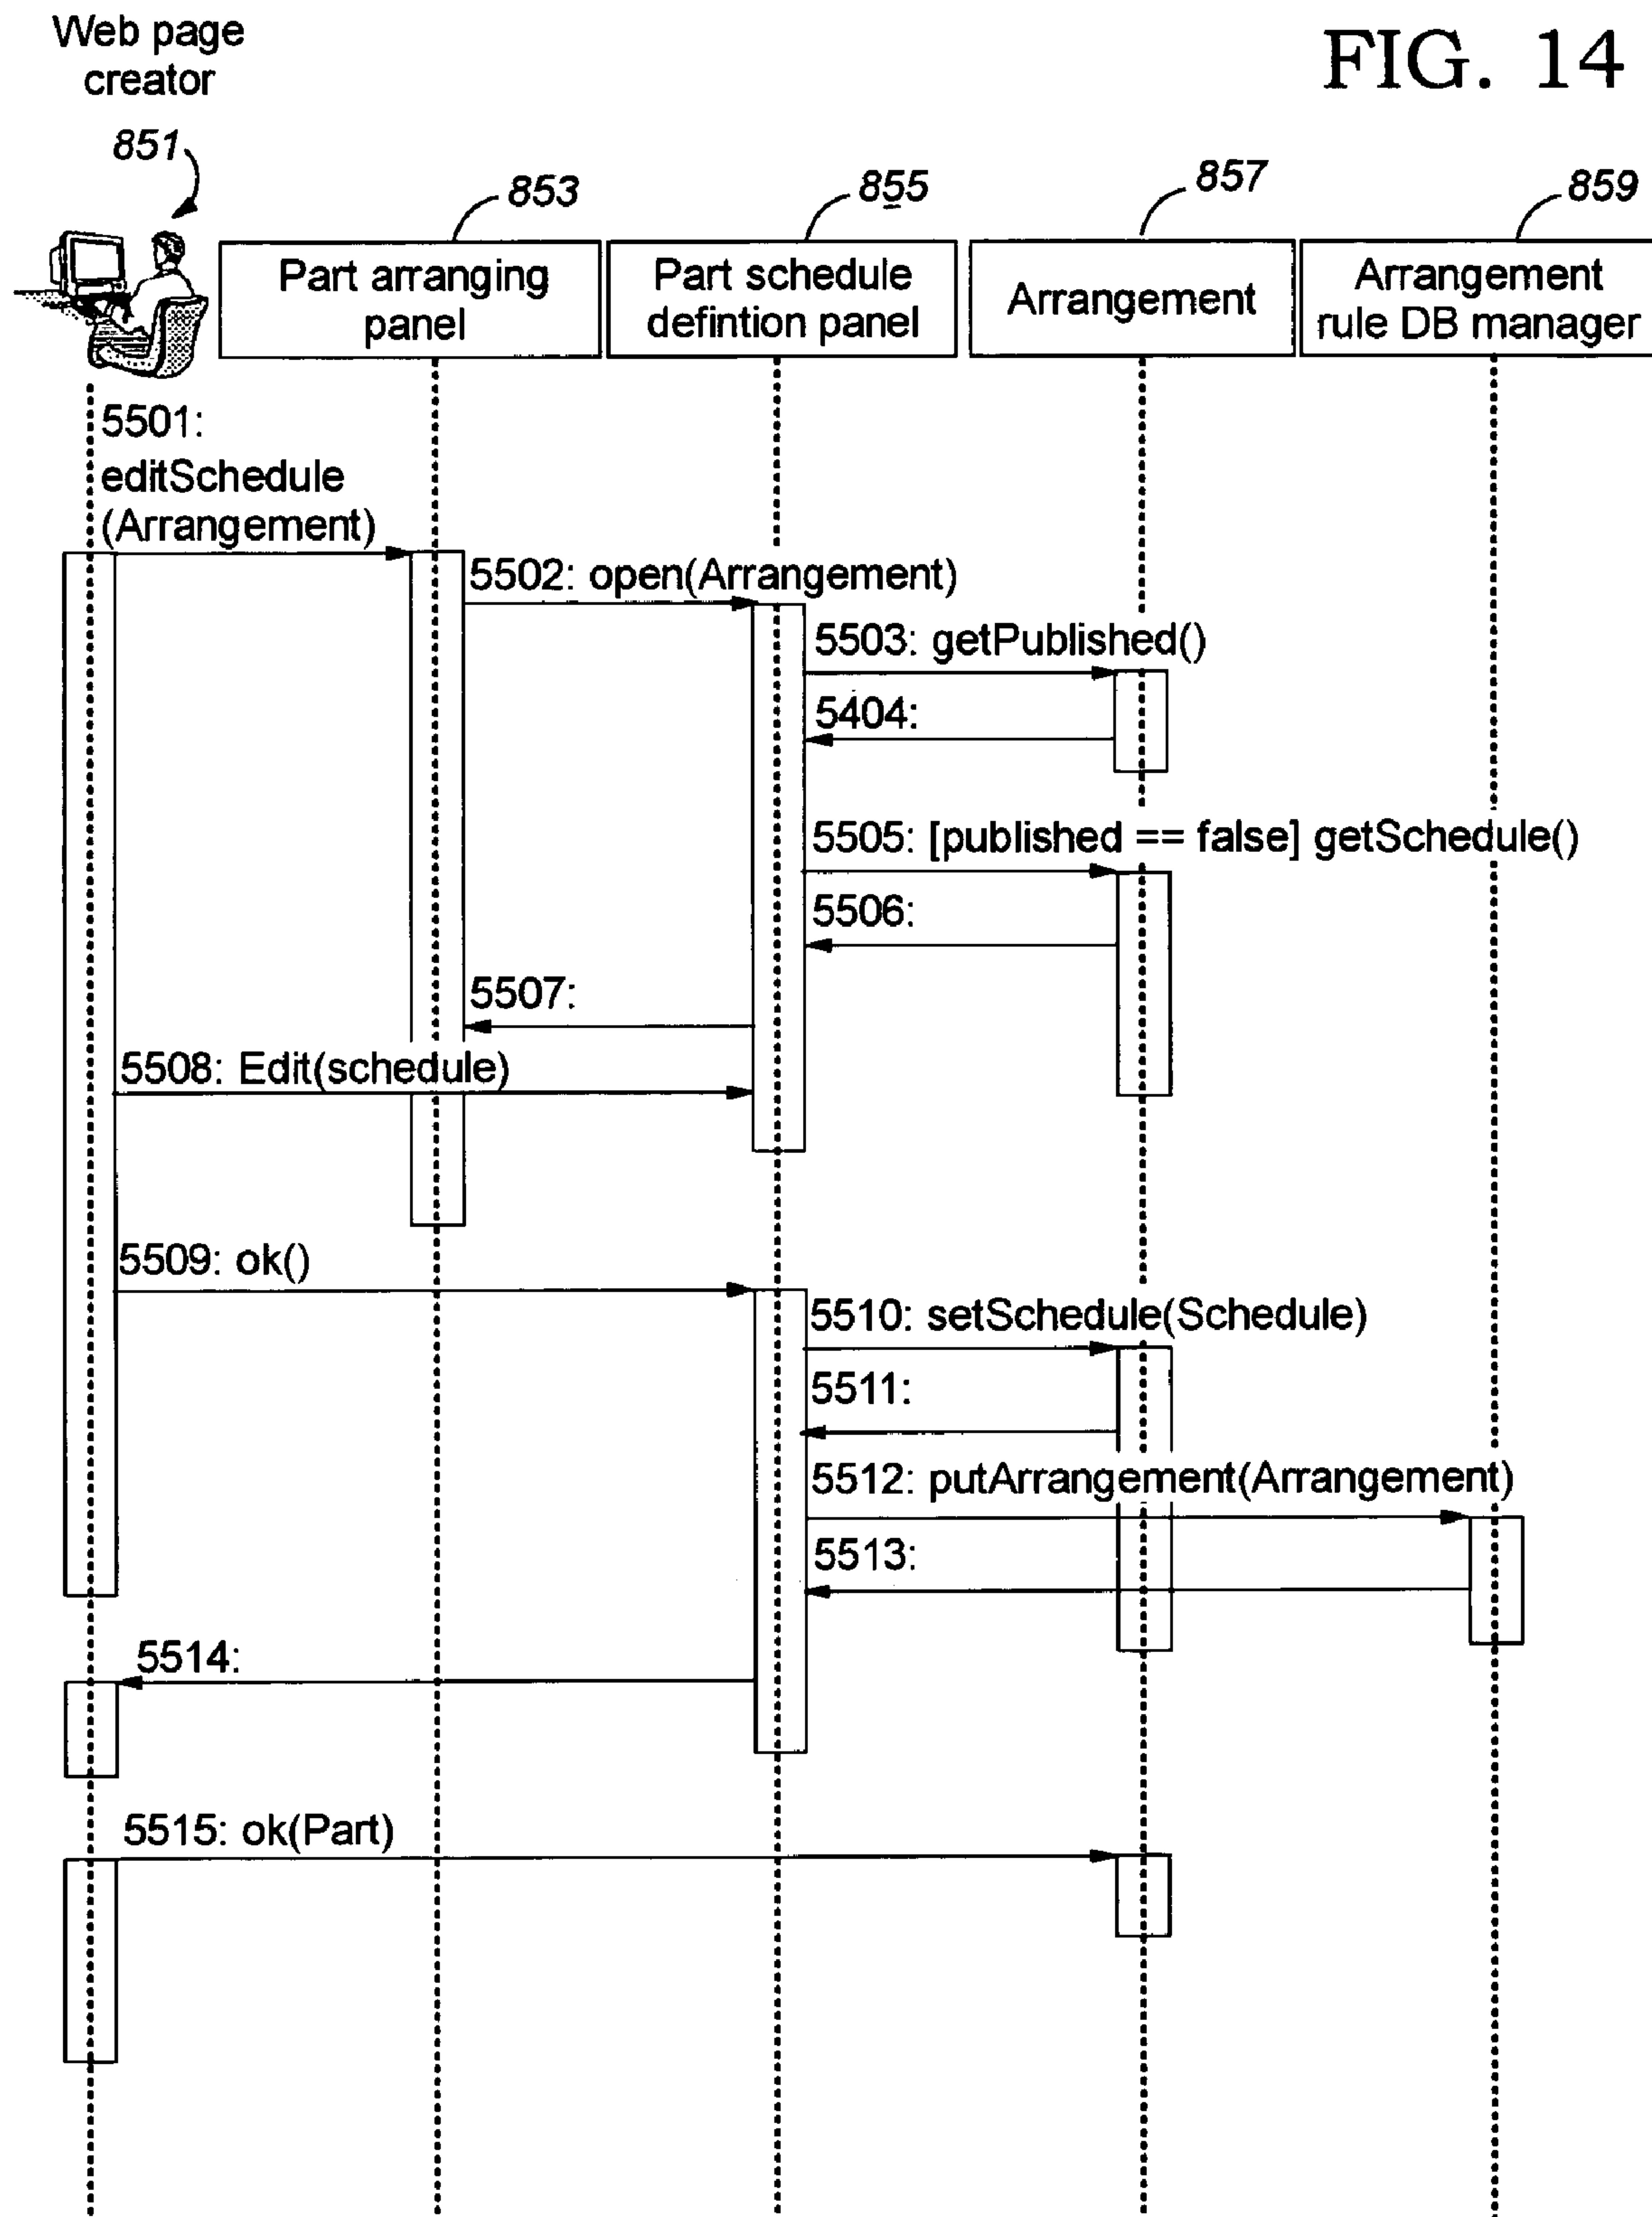 Web page
creator
FIG. 14
851
853
855
857
859
Part arranging
panel
Part schedule
defintion panel
Arrangement
Arrangement
rule DB manager
5501:
editSchedule
(Arrangement)
5502: open(Arrangement)
5503: getPublished()
5404:
5505: [published == false] getSchedule()
5506:
5507:
5508: Edit(schedule)
5509: ok()
5510: setSchedule(Schedule)
5511:
5512: putArrangement(Arrangement)
5513:
5514:
5515: ok(Part)